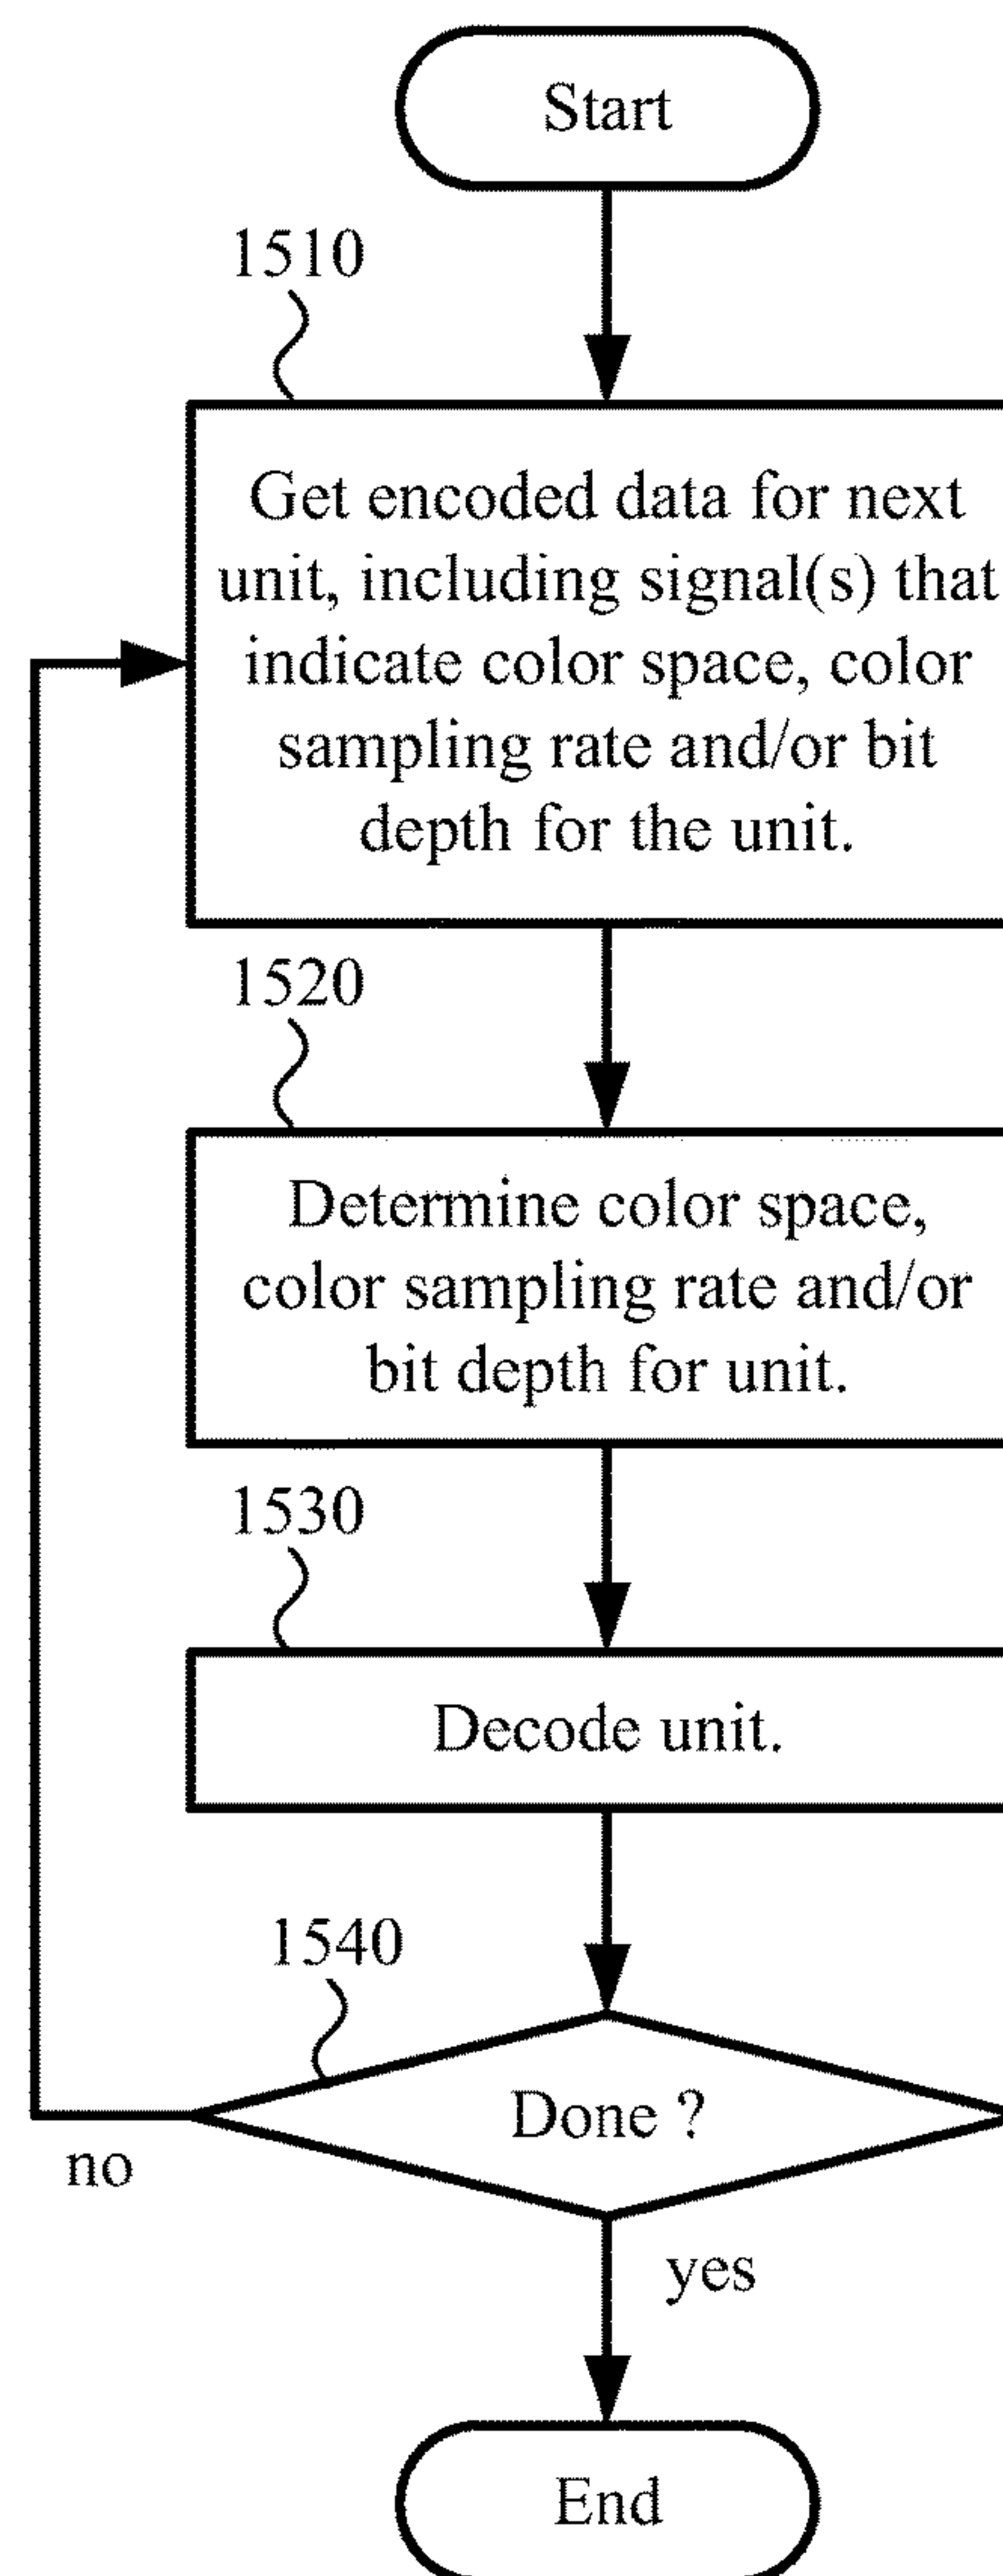 Start
1510
Get encoded data for next
unit, including signal(s) that
indicate color space, color
sampling rate and/or bit
depth for the unit.
1520
Determine color space,
color sampling rate and/or
bit depth for unit.
1530
Decode unit.
1540
Done ?
no
yes
End